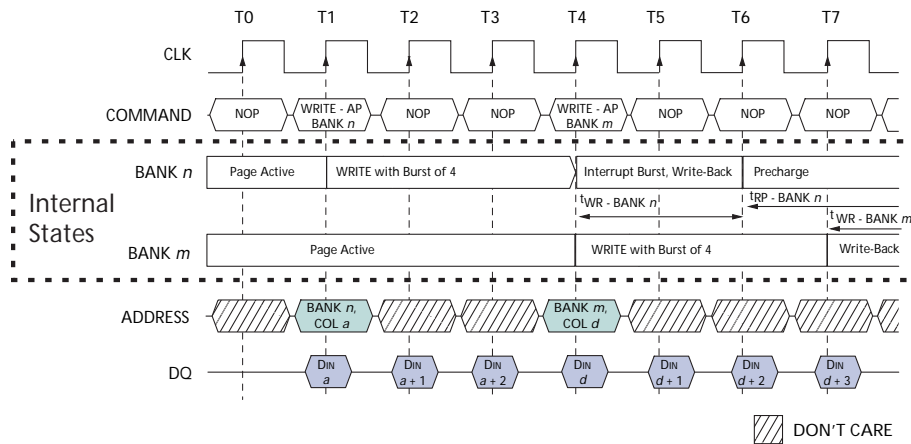 T0 T1 T2 T3 T4 T5 T6 T7
CLK
COMMAND NOP WRITE - AP BANK n NOP NOP WRITE - AP BANK m NOP NOP NOP
Internal States
BANK n Page Active WRITE with Burst of 4 Interrupt Burst, Write-Back Precharge
tWR - BANK n tRP - BANK n
tWR - BANK m
BANK m Page Active WRITE with Burst of 4 Write-Back
ADDRESS BANK n, COL a BANK m, COL d
DQ DIN a DIN a + 1 DIN a + 2 DIN d DIN d + 1 DIN d + 2 DIN d + 3
DON'T CARE